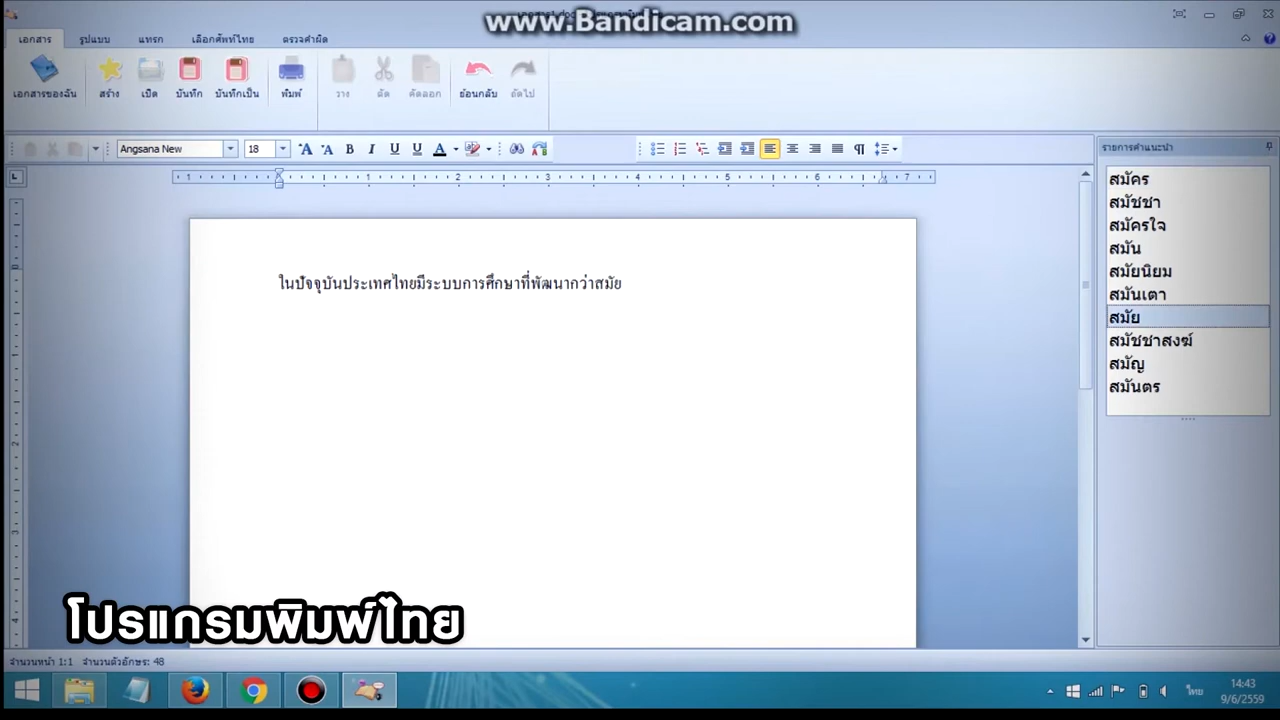 www.Bandicam.com
เอกสาร รูปแบบ แทรก เลือกศัพท์ไทย ตรวจคำผิด
เอกสารของฉัน สร้าง เปิด บันทึก บันทึกเป็น พิมพ์ วาง ตัด คัดลอก ย้อนกลับ ถัดไป
Angsana New 18
รายการคำแนะนำ
1 1 2 3 4 5 6 7
สมัคร
สมัชชา
สมัครใจ
สมัน
สมัยนิยม
สมันเตา
สมัย
สมัชชาสงฆ์
สมัญ
สมันตร
ในปัจจุบันประเทศไทยมีระบบการศึกษาที่พัฒนากว่าสมัย
โปรแกรมพิมพ์ไทย
จำนวนหน้า 1:1 จำนวนตัวอักษร: 48
ไทย 14:43
9/6/2559